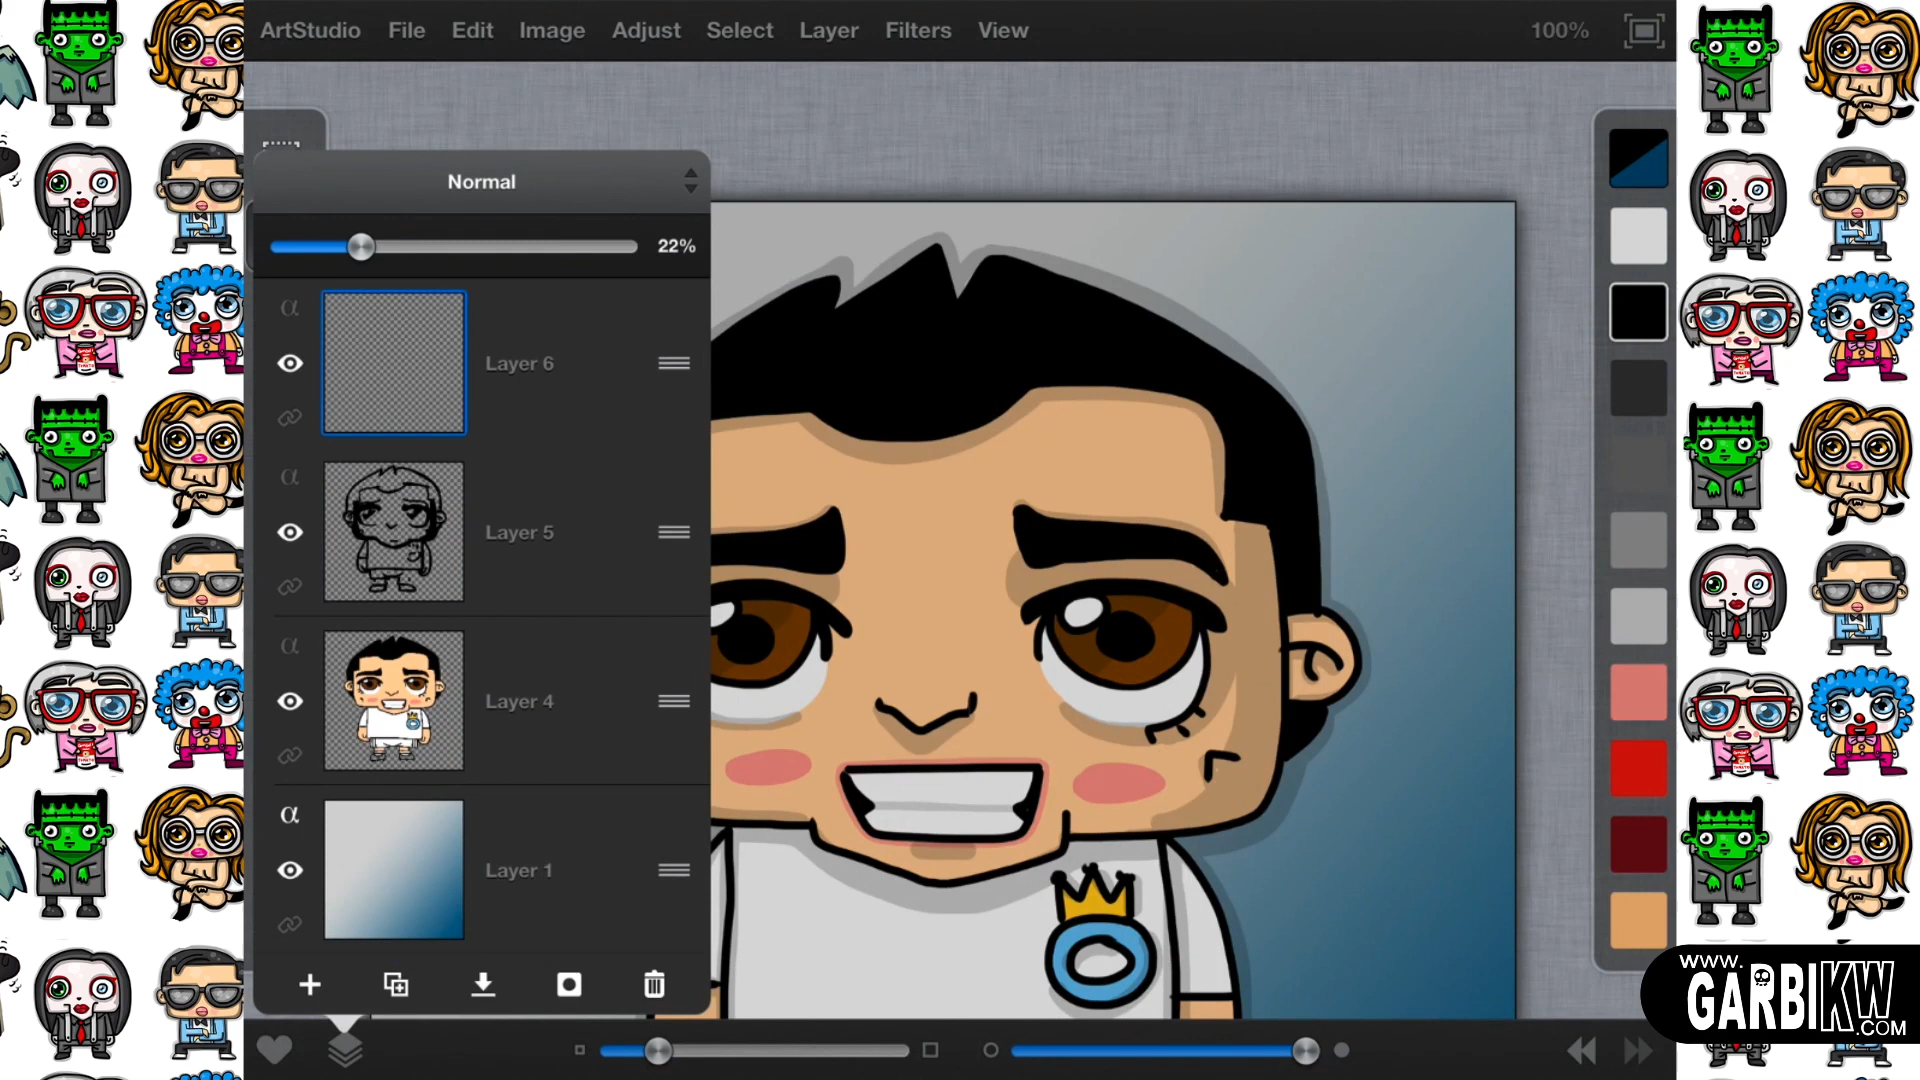 ArtStudio File Edit Image Adjust Select Layer Filters View 100%
Normal
22%
α
Layer 6
α
Layer 5
α
Layer 4
α
Layer 1
www.
GARBIKW
.COM